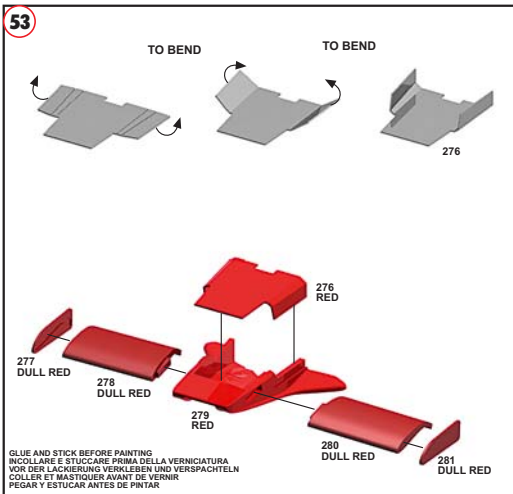 53
TO BEND
TO BEND
276
276
RED
277
DULL RED
278
DULL RED
279
RED
280
DULL RED
281
DULL RED
GLUE AND STICK BEFORE PAINTING
INCOLLARE E STUCCARE PRIMA DELLA VERNICIATURA
VOR DER LACKIERUNG VERKLEBEN UND VERSPACHTELN
COLLER ET MASTIQUER AVANT DE VERNIR
PEGAR Y ESTUCAR ANTES DE PINTAR